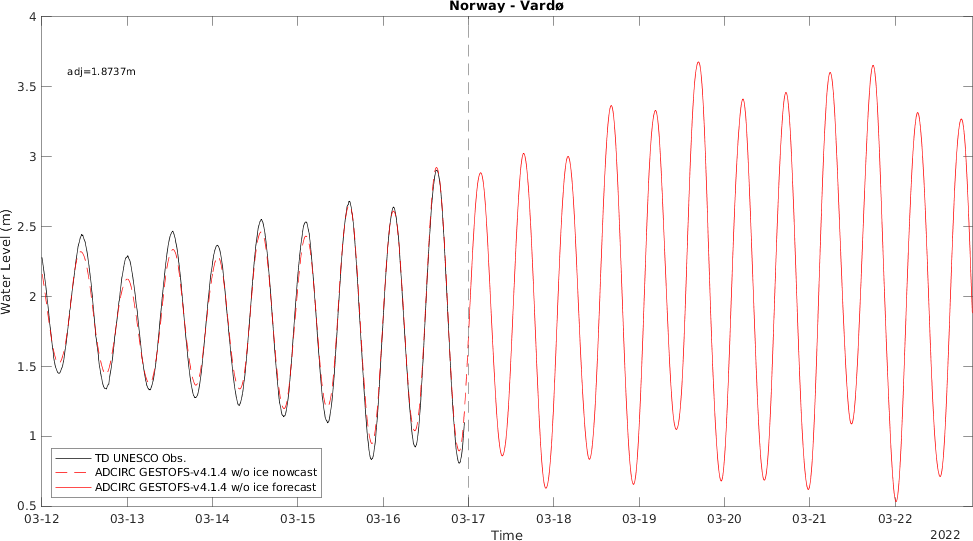 Norway - Vardø
4
adj=1.8737m
3.5
3
2.5
Water Level (m)
2
1.5
1
TD UNESCO Obs.
ADCIRC GESTOFS-v4.1.4 w/o ice nowcast
ADCIRC GESTOFS-v4.1.4 w/o ice forecast
0.5
03-12 03-13 03-14 03-15 03-16 03-17 03-18 03-19 03-20 03-21 03-22
Time
2022